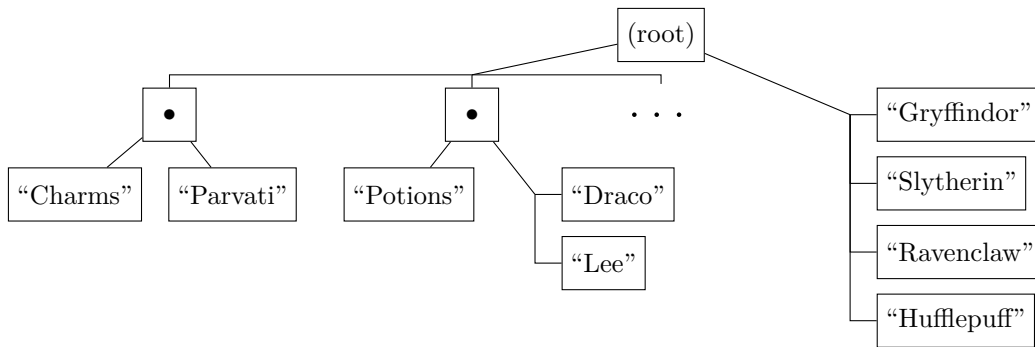 (root)
• • · · ·
“Gryffindor”
“Charms” “Parvati” “Potions” “Draco” “Slytherin”
“Lee” “Ravenclaw”
“Hufflepuff”